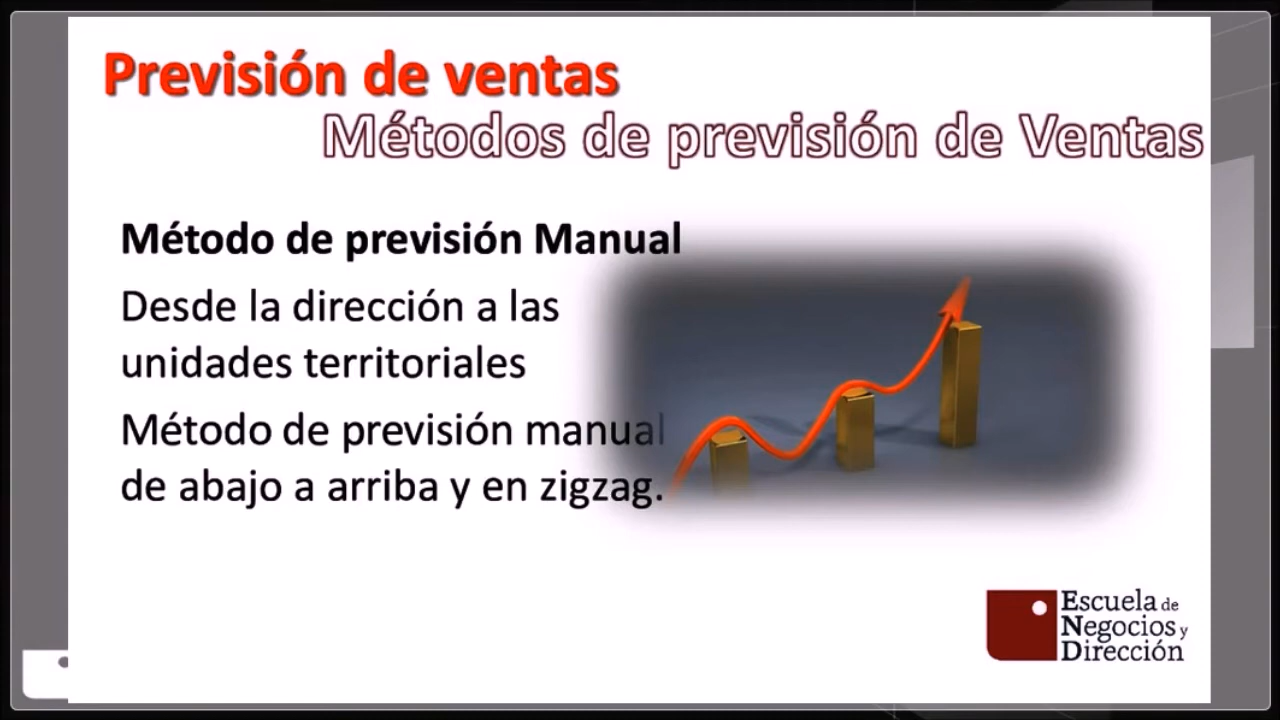 Previsión de ventas
Métodos de previsión de Ventas
Método de previsión Manual
Desde la dirección a las
unidades territoriales
Método de previsión manual
de abajo a arriba y en zigzag.
Escuela de
Negocios y
Dirección